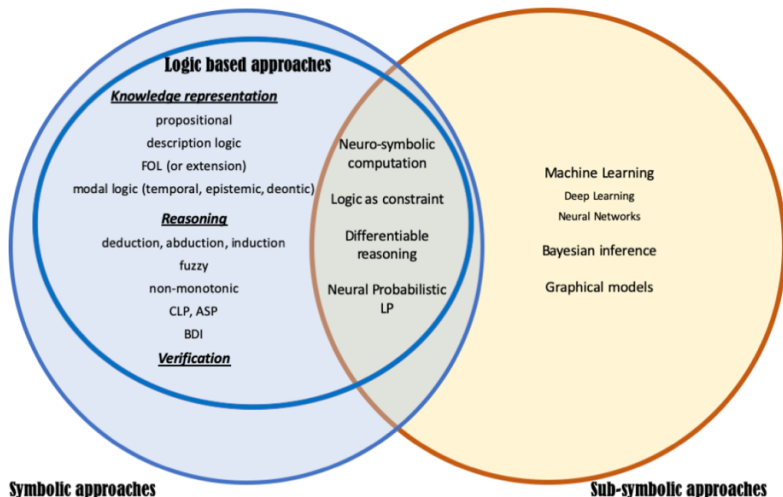 Logic based approaches
Knowledge representation
propositional
description logic
FOL (or extension)
modal logic (temporal, epistemic, deontic)
Reasoning
deduction, abduction, induction
fuzzy
non-monotonic
CLP, ASP
BDI
Verification
Neuro-symbolic
computation
Logic as constraint
Differentiable
reasoning
Neural Probabilistic
LP
Machine Learning
Deep Learning
Neural Networks
Bayesian inference
Graphical models
Symbolic approaches
Sub-symbolic approaches